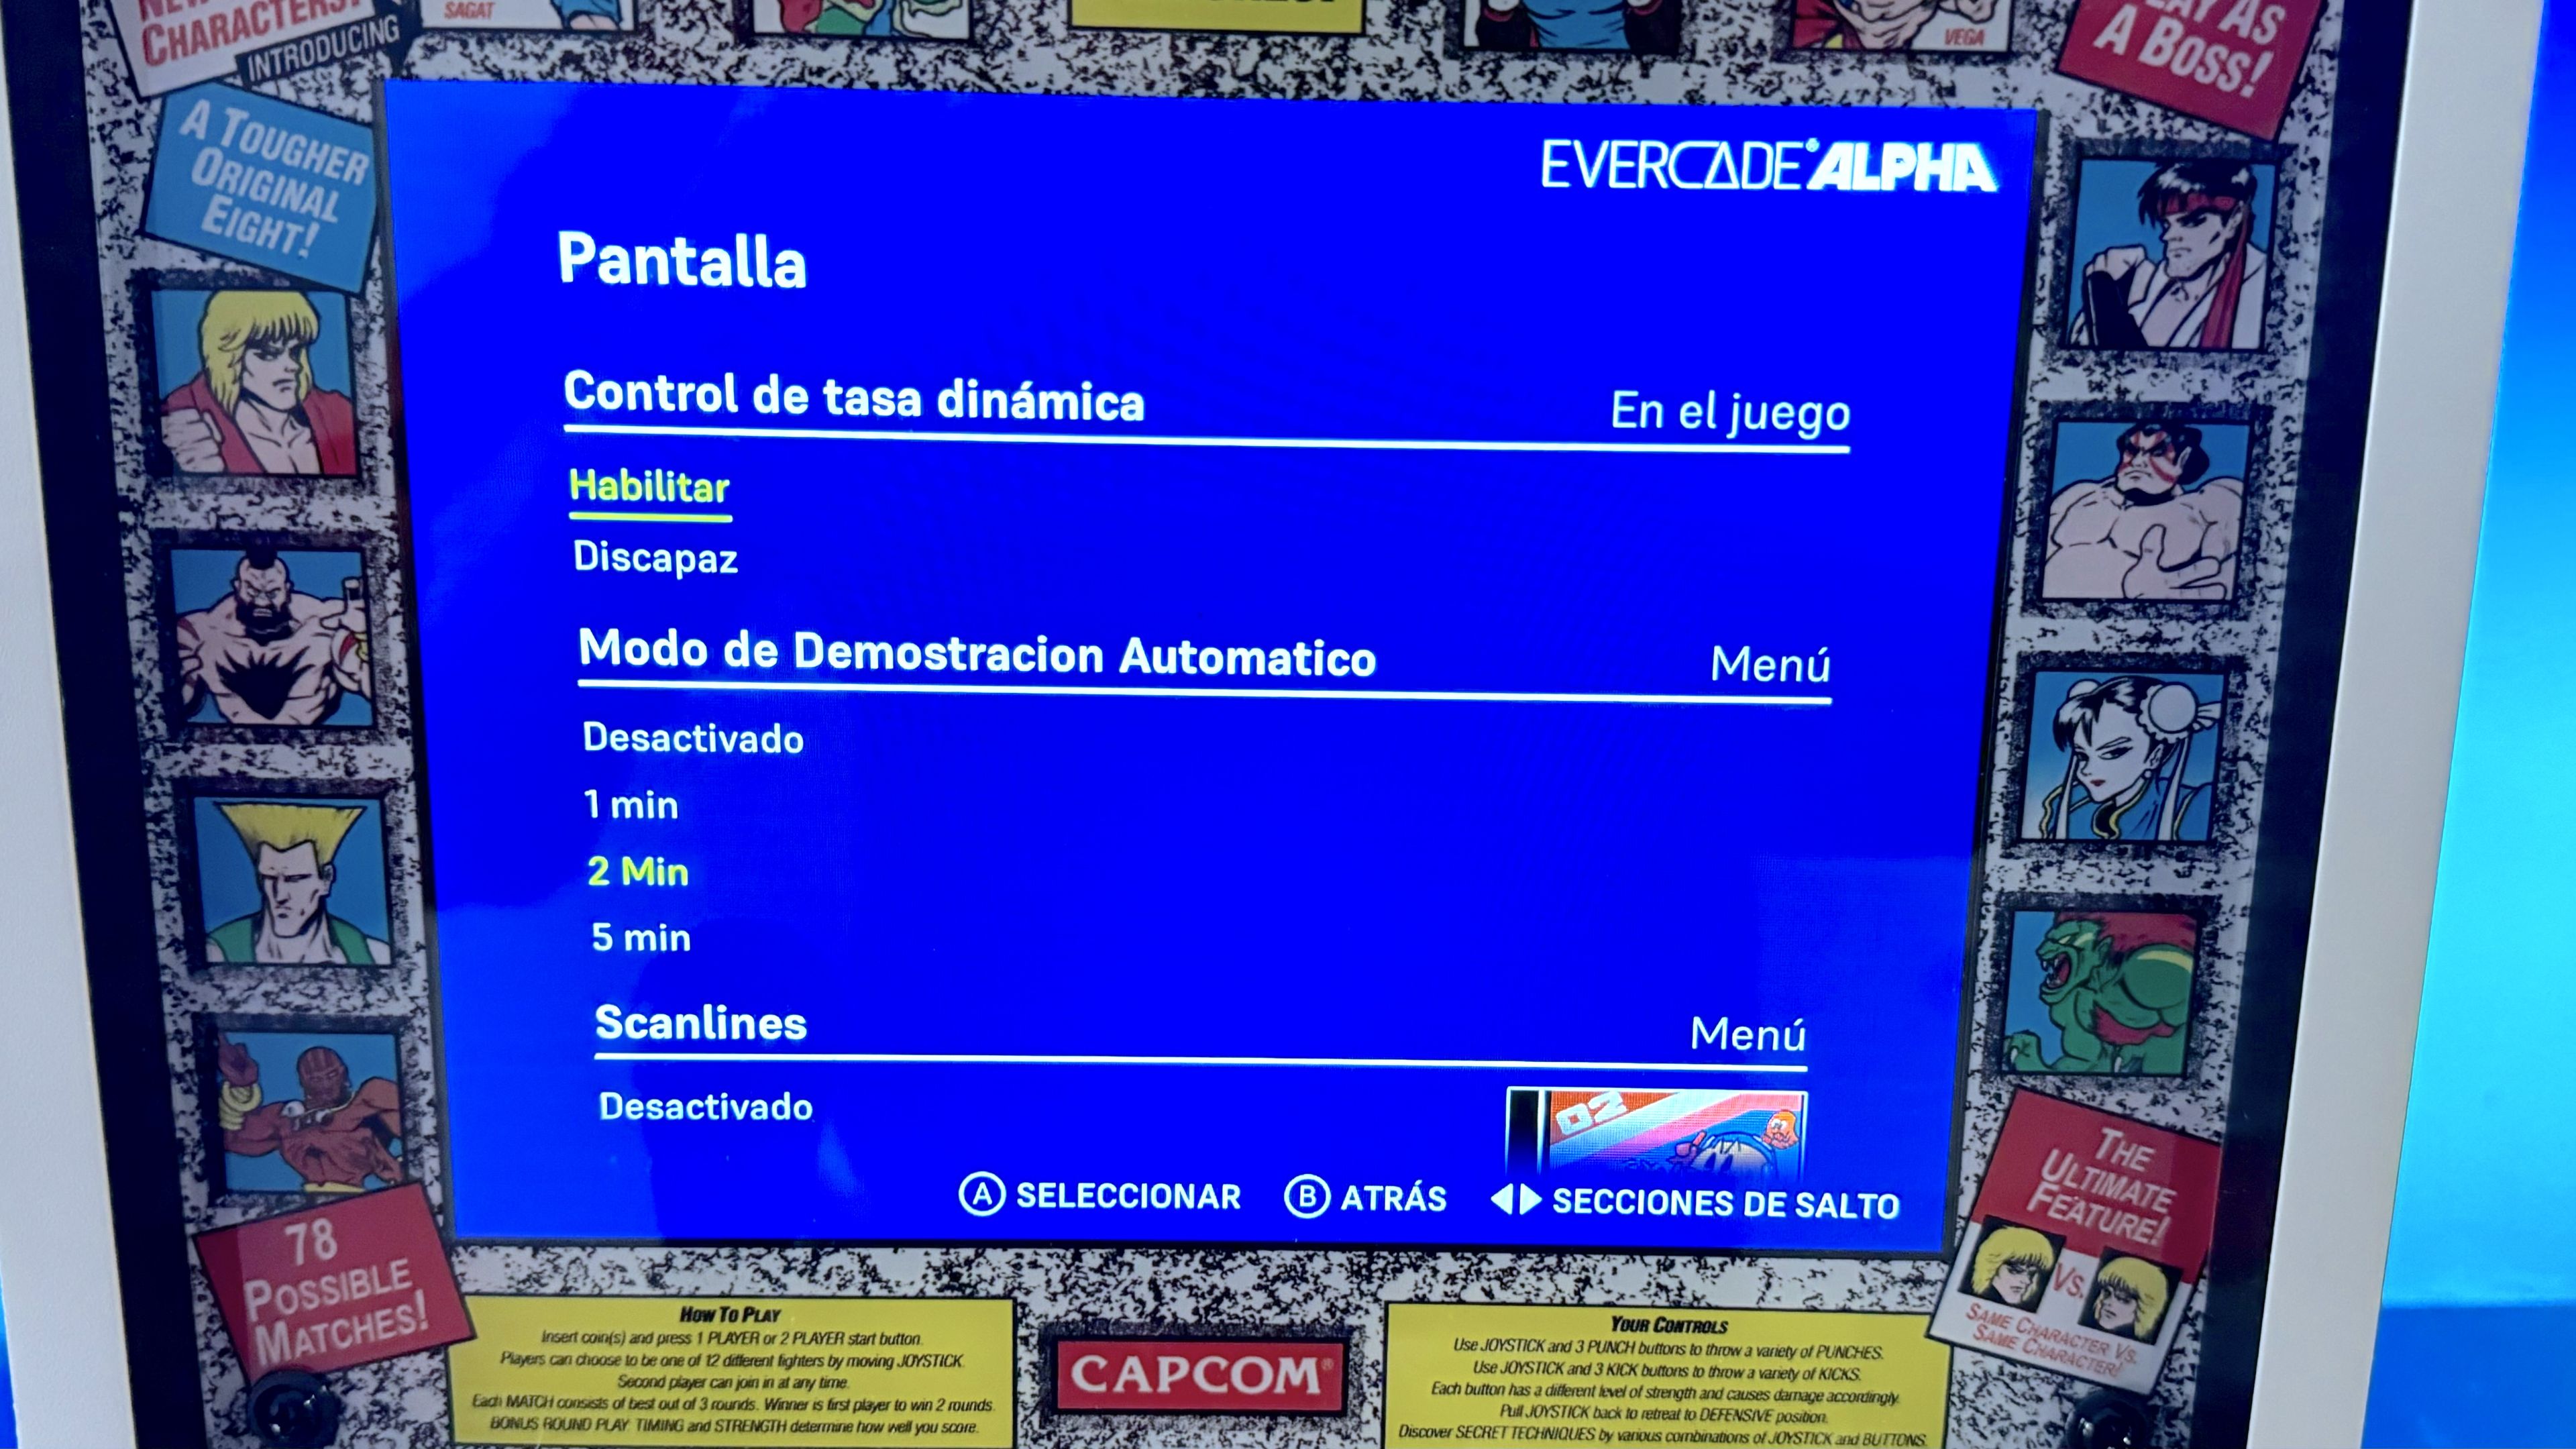 CHARACTERS!
INTRODUCING
SAGAT
VEGA
PLAY AS
A BOSS!
A TOUGHER
ORIGINAL
EIGHT!
EVERCADE ALPHA
Pantalla
Control de tasa dinámica
En el juego
Habilitar
Discapaz
Modo de Demostracion Automatico
Menú
Desactivado
1 min
2 Min
5 min
Scanlines
Menú
Desactivado
02
A SELECCIONAR B ATRÁS SECCIONES DE SALTO
78
POSSIBLE
MATCHES!
THE
ULTIMATE
FEATURE!
VS.
SAME CHARACTER VS.
SAME CHARACTER!
HOW TO PLAY
Insert coin(s) and press 1 PLAYER or 2 PLAYER start button.
Players can choose to be one of 12 different fighters by moving JOYSTICK.
Second player can join in at any time.
Each MATCH consists of best out of 3 rounds. Winner is first player to win 2 rounds.
BONUS ROUND PLAY TIMING and STRENGTH determine how well you score.
CAPCOM®
YOUR CONTROLS
Use JOYSTICK and 3 PUNCH buttons to throw a variety of PUNCHES.
Use JOYSTICK and 3 KICK buttons to throw a variety of KICKS.
Each button has a different level of strength and causes damage accordingly.
Pull JOYSTICK back to retreat to DEFENSIVE position.
Discover SECRET TECHNIQUES by various combinations of JOYSTICK and BUTTONS.